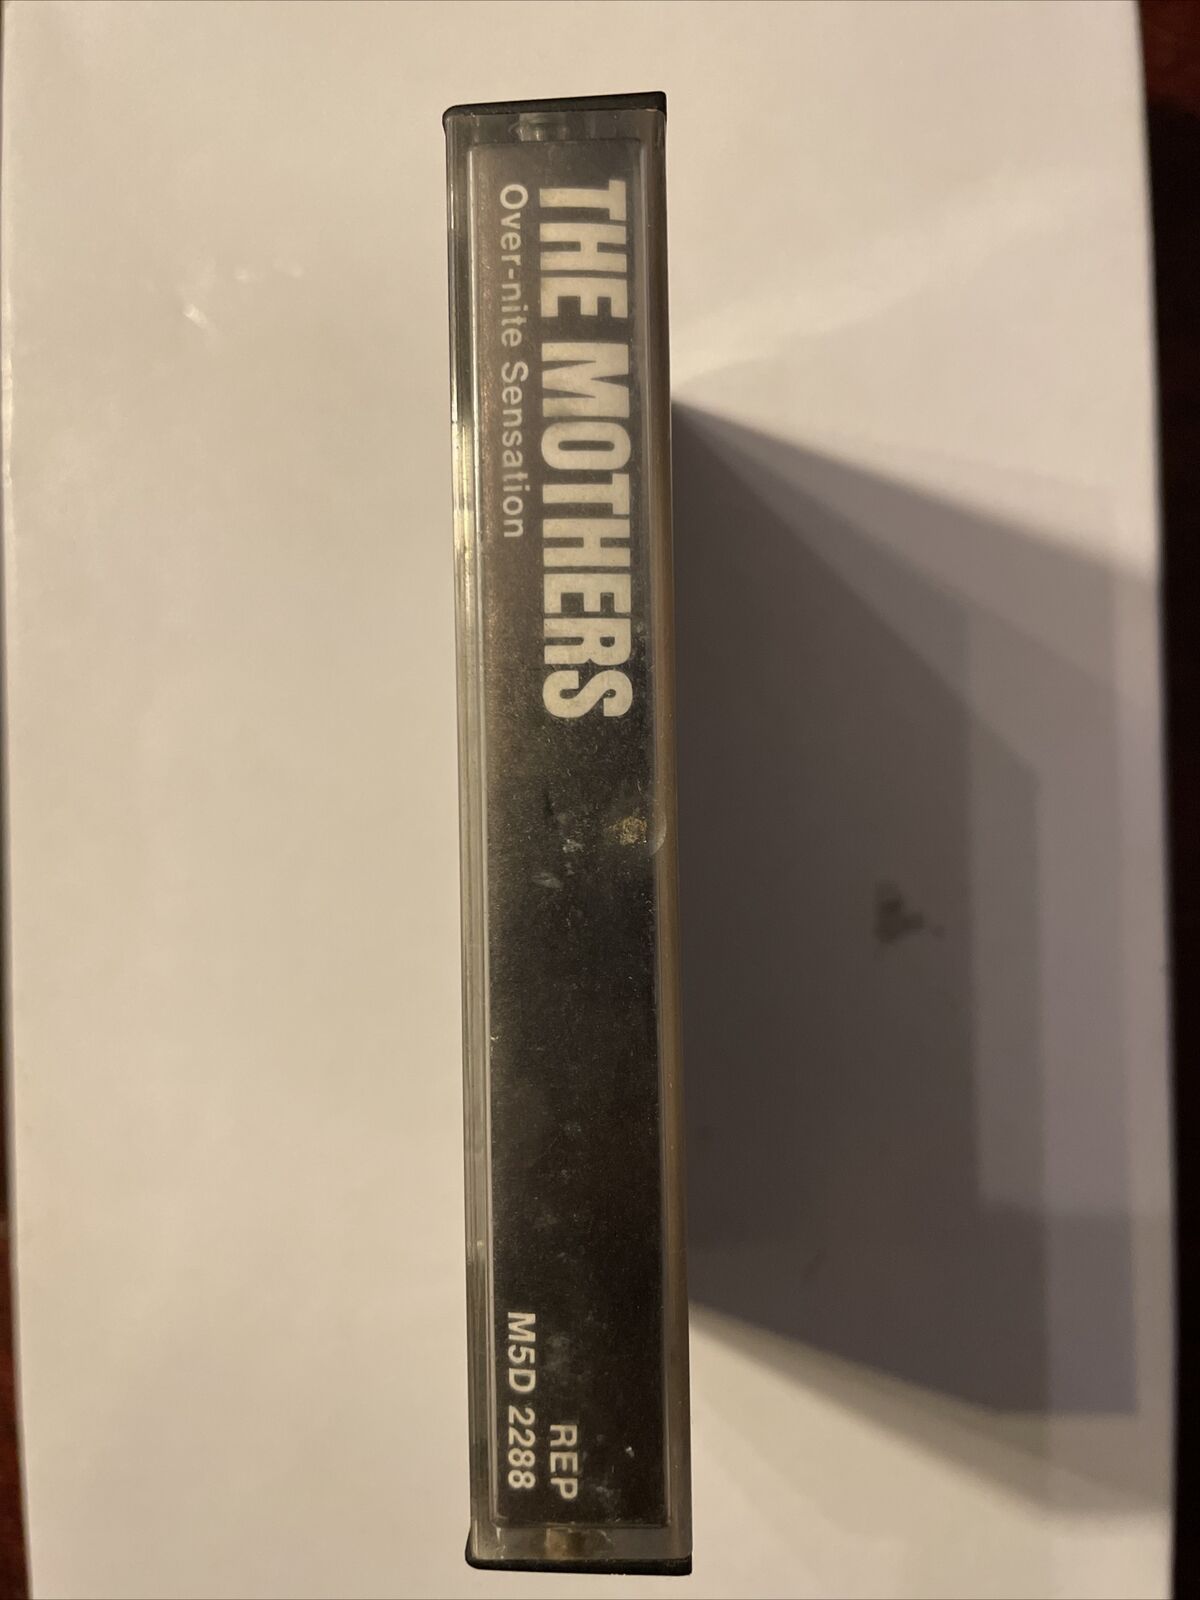 THE MOTHERS
Over-nite Sensation
REP
M5D 2288